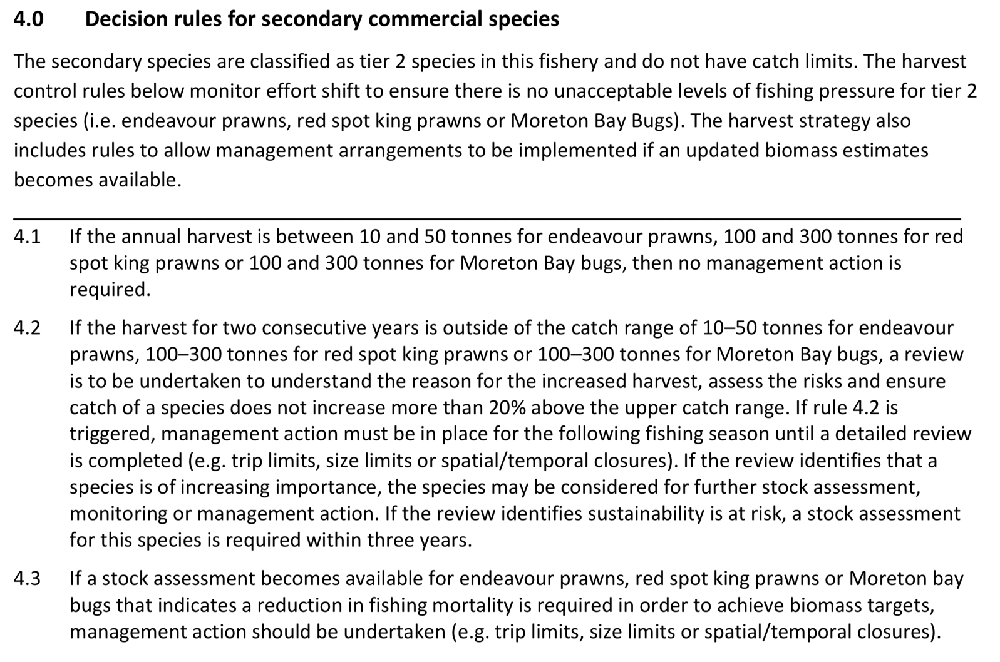 4.0 Decision rules for secondary commercial species
The secondary species are classified as tier 2 species in this fishery and do not have catch limits. The harvest
control rules below monitor effort shift to ensure there is no unacceptable levels of fishing pressure for tier 2
species (i.e. endeavour prawns, red spot king prawns or Moreton Bay Bugs). The harvest strategy also
includes rules to allow management arrangements to be implemented if an updated biomass estimates
becomes available.
4.1 If the annual harvest is between 10 and 50 tonnes for endeavour prawns, 100 and 300 tonnes for red
spot king prawns or 100 and 300 tonnes for Moreton Bay bugs, then no management action is
required.
4.2 If the harvest for two consecutive years is outside of the catch range of 10–50 tonnes for endeavour
prawns, 100–300 tonnes for red spot king prawns or 100–300 tonnes for Moreton Bay bugs, a review
is to be undertaken to understand the reason for the increased harvest, assess the risks and ensure
catch of a species does not increase more than 20% above the upper catch range. If rule 4.2 is
triggered, management action must be in place for the following fishing season until a detailed review
is completed (e.g. trip limits, size limits or spatial/temporal closures). If the review identifies that a
species is of increasing importance, the species may be considered for further stock assessment,
monitoring or management action. If the review identifies sustainability is at risk, a stock assessment
for this species is required within three years.
4.3 If a stock assessment becomes available for endeavour prawns, red spot king prawns or Moreton bay
bugs that indicates a reduction in fishing mortality is required in order to achieve biomass targets,
management action should be undertaken (e.g. trip limits, size limits or spatial/temporal closures).